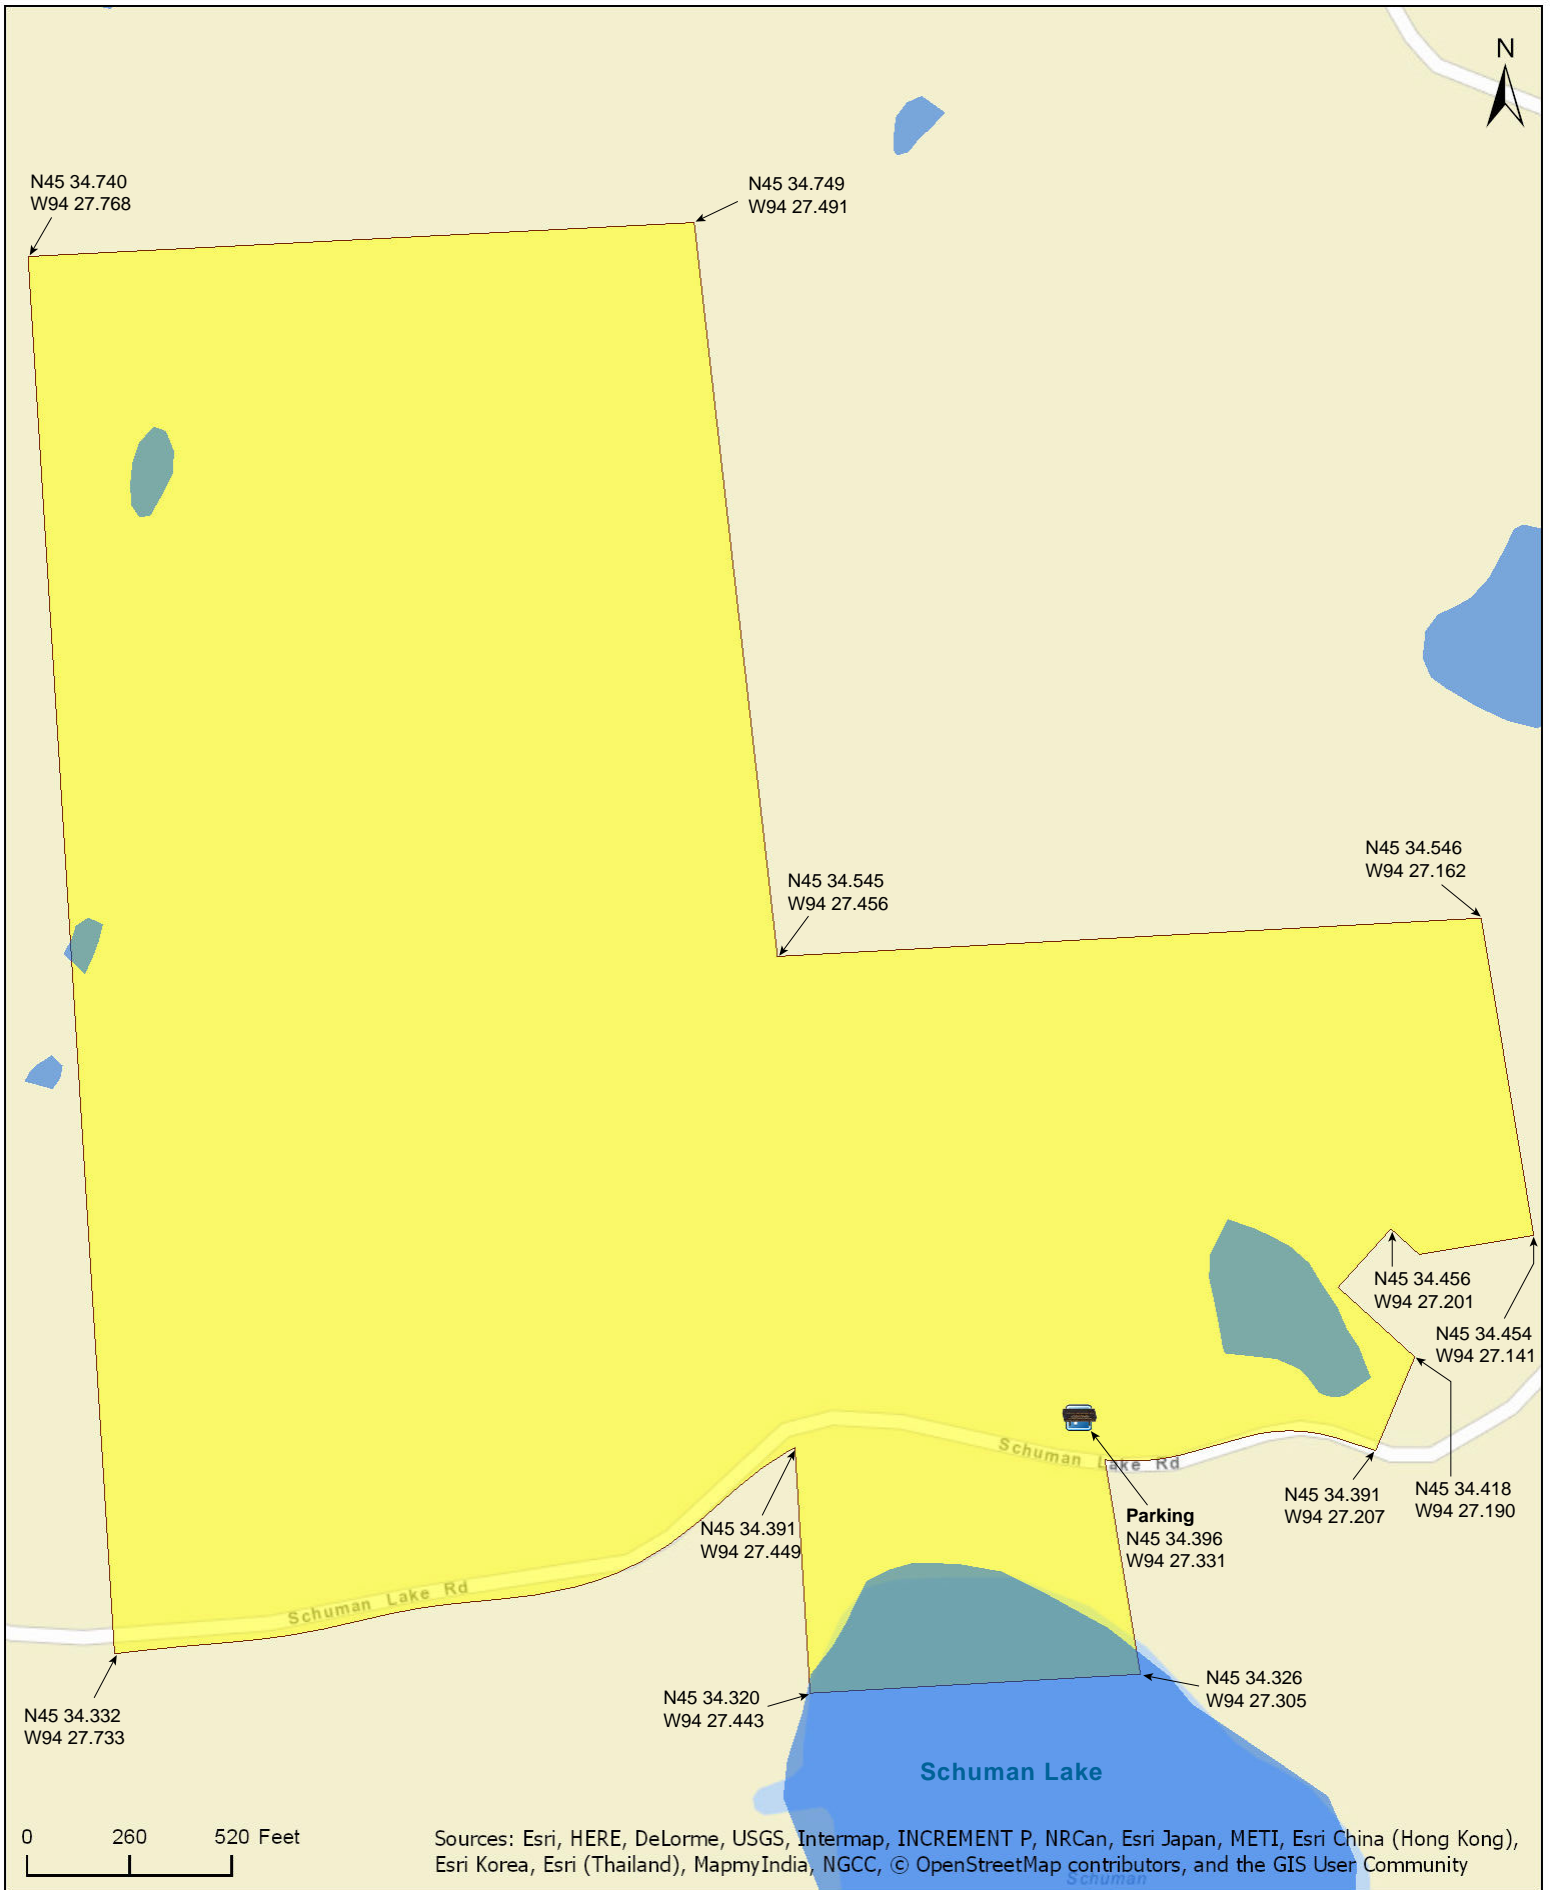 N
N45 34.740
W94 27.768
N45 34.749
W94 27.491
N45 34.546
W94 27.162
N45 34.545
W94 27.456
N45 34.456
W94 27.201
N45 34.454
W94 27.141
Schuman Lake Rd
N45 34.418
W94 27.190
N45 34.391
W94 27.207
Parking
N45 34.396
W94 27.331
N45 34.391
W94 27.449
Schuman Lake Rd
N45 34.326
W94 27.305
N45 34.320
W94 27.443
N45 34.332
W94 27.733
Schuman Lake
0 260 520 Feet
Sources: Esri, HERE, DeLorme, USGS, Intermap, INCREMENT P, NRCan, Esri Japan, METI, Esri China (Hong Kong),
Esri Korea, Esri (Thailand), MapmyIndia, NGCC, © OpenStreetMap contributors, and the GIS User Community
Schuman